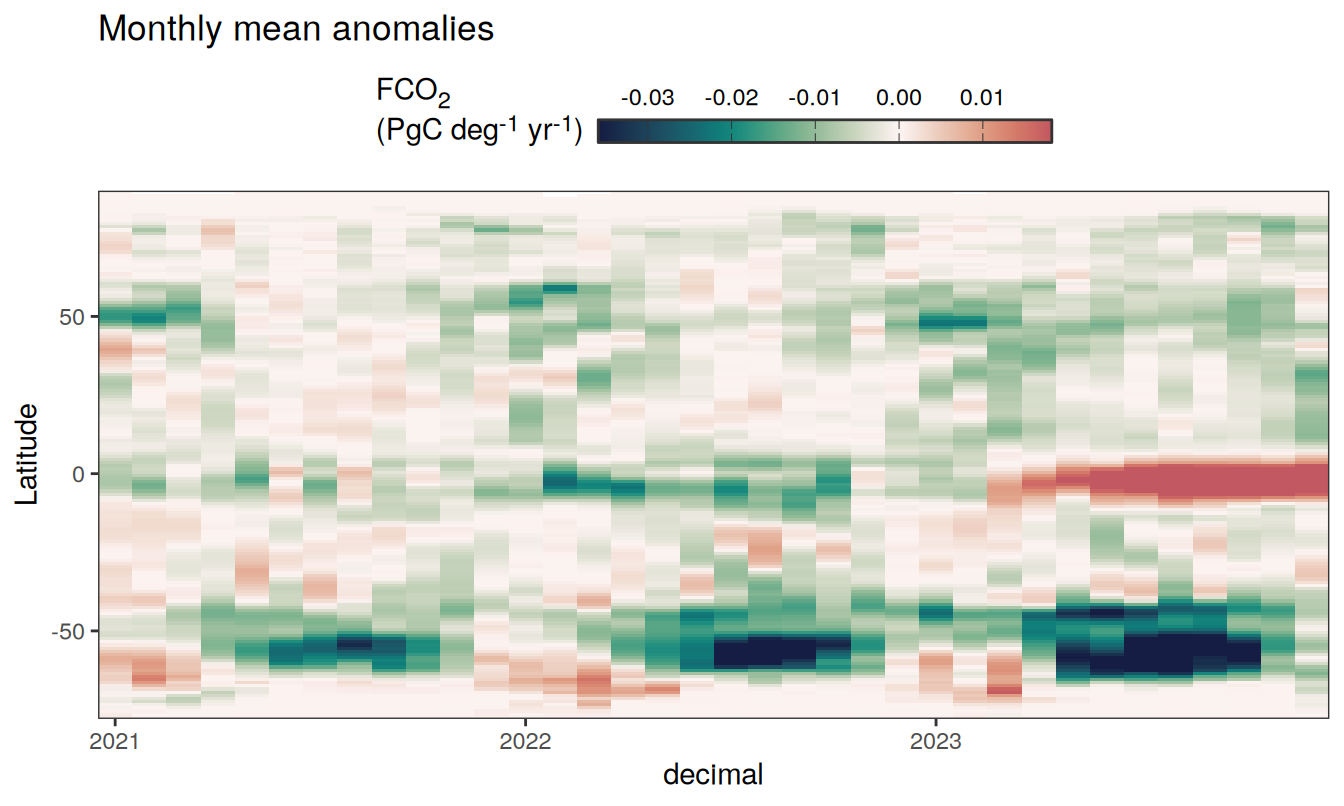 Monthly mean anomalies
FCO₂
(PgC deg⁻¹ yr⁻¹)
-0.03 -0.02 -0.01 0.00 0.01
Latitude
50
0
-50
2021 2022 2023
decimal